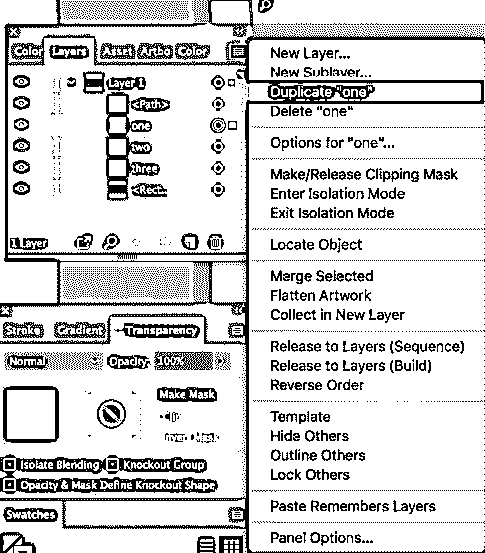 Color Layers Asset Artbo Color
Layer 1
<Path>
one
two
three
<Rect...
1 Layer
Stroke Gradient Transparency
Normal Opacity: 100%
Make Mask
Clip
Invert Mask
Isolate Blending Knockout Group
Opacity & Mask Define Knockout Shape
Swatches
New Layer...
New Sublayer...
Duplicate "one"
Delete "one"
Options for "one"...
Make/Release Clipping Mask
Enter Isolation Mode
Exit Isolation Mode
Locate Object
Merge Selected
Flatten Artwork
Collect in New Layer
Release to Layers (Sequence)
Release to Layers (Build)
Reverse Order
Template
Hide Others
Outline Others
Lock Others
Paste Remembers Layers
Panel Options...